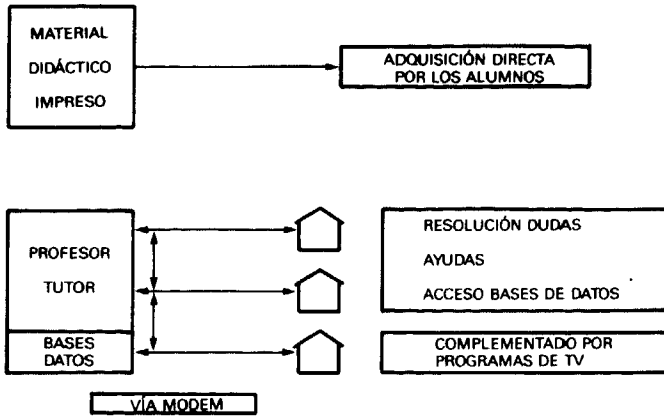 MATERIAL
DIDÁCTICO
IMPRESO
ADQUISICIÓN DIRECTA
POR LOS ALUMNOS
PROFESOR
TUTOR
BASES
DATOS
RESOLUCIÓN DUDAS
AYUDAS
ACCESO BASES DE DATOS
COMPLEMENTADO POR
PROGRAMAS DE TV
VÍA MODEM